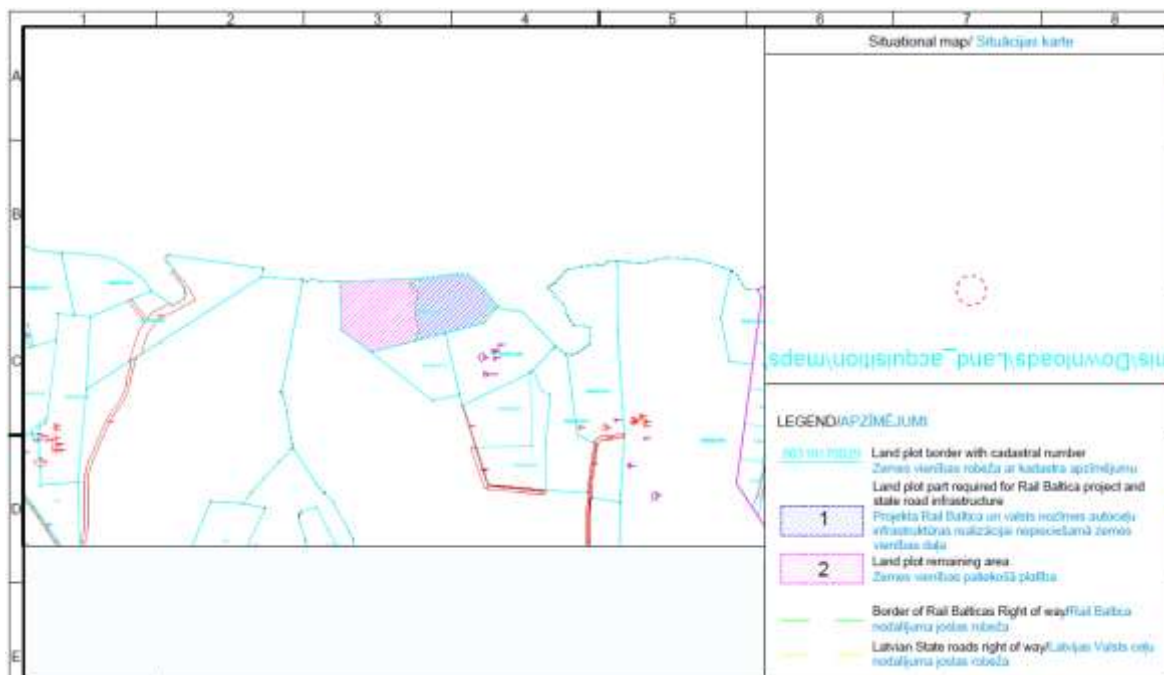 1 2 3 4 5 6 7 8
A
B
C
D
E
Situational map/ Situācijas karte
LEGEND/APZĪMĒJUMI
Land plot border with cadastral number
Zemes vienības robeža ar kadastra apzīmējumu
Land plot part required for Rail Baltica project and
state road infrastructure
1
Projekta Rail Baltica un valsts nozīmes autoceļu
infrastruktūras realizācijai nepieciešamā zemes
vienības daļa
2
Land plot remaining area
Zemes vienības paliekošā platība
Border of Rail Balticas Right of way/Rail Baltica
nodalījuma joslas robeža
Latvian State roads right of way/Latvijas Valsts ceļu
nodalījuma joslas robeža
nis\Downloads\Land_acquisition\maps